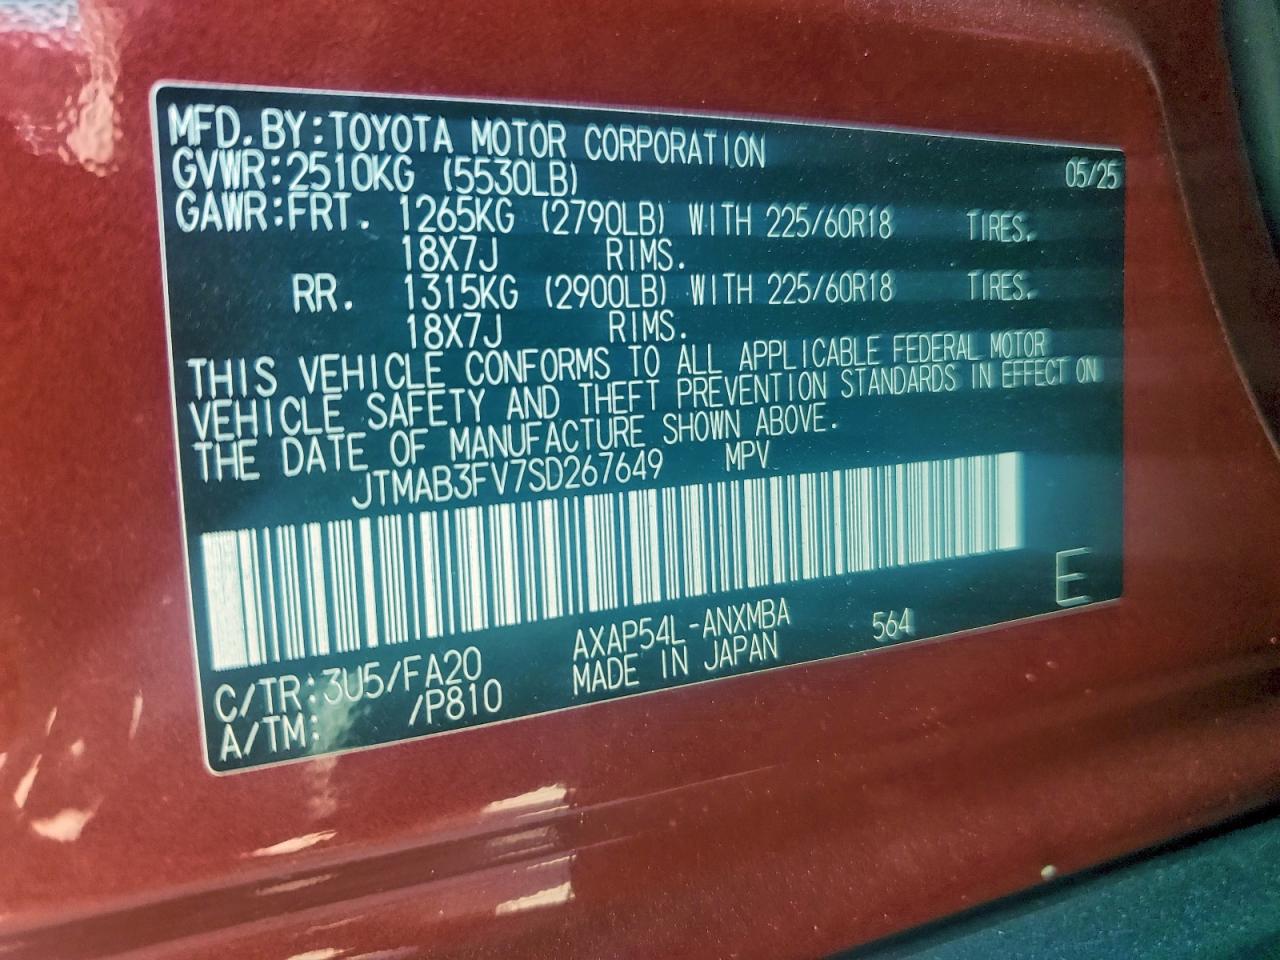 MFD. BY:TOYOTA MOTOR CORPORATION
GVWR:2510KG (5530LB) 05/25
GAWR:FRT. 1265KG (2790LB) WITH 225/60R18 TIRES.
18X7J RIMS.
RR. 1315KG (2900LB) WITH 225/60R18 TIRES.
18X7J RIMS.
THIS VEHICLE CONFORMS TO ALL APPLICABLE FEDERAL MOTOR
VEHICLE SAFETY AND THEFT PREVENTION STANDARDS IN EFFECT ON
THE DATE OF MANUFACTURE SHOWN ABOVE.
JTMAB3FV7SD267649 MPV
E
C/TR:3U5/FA20 AXAP54L-ANXMBA 564
A/TM: /P810 MADE IN JAPAN